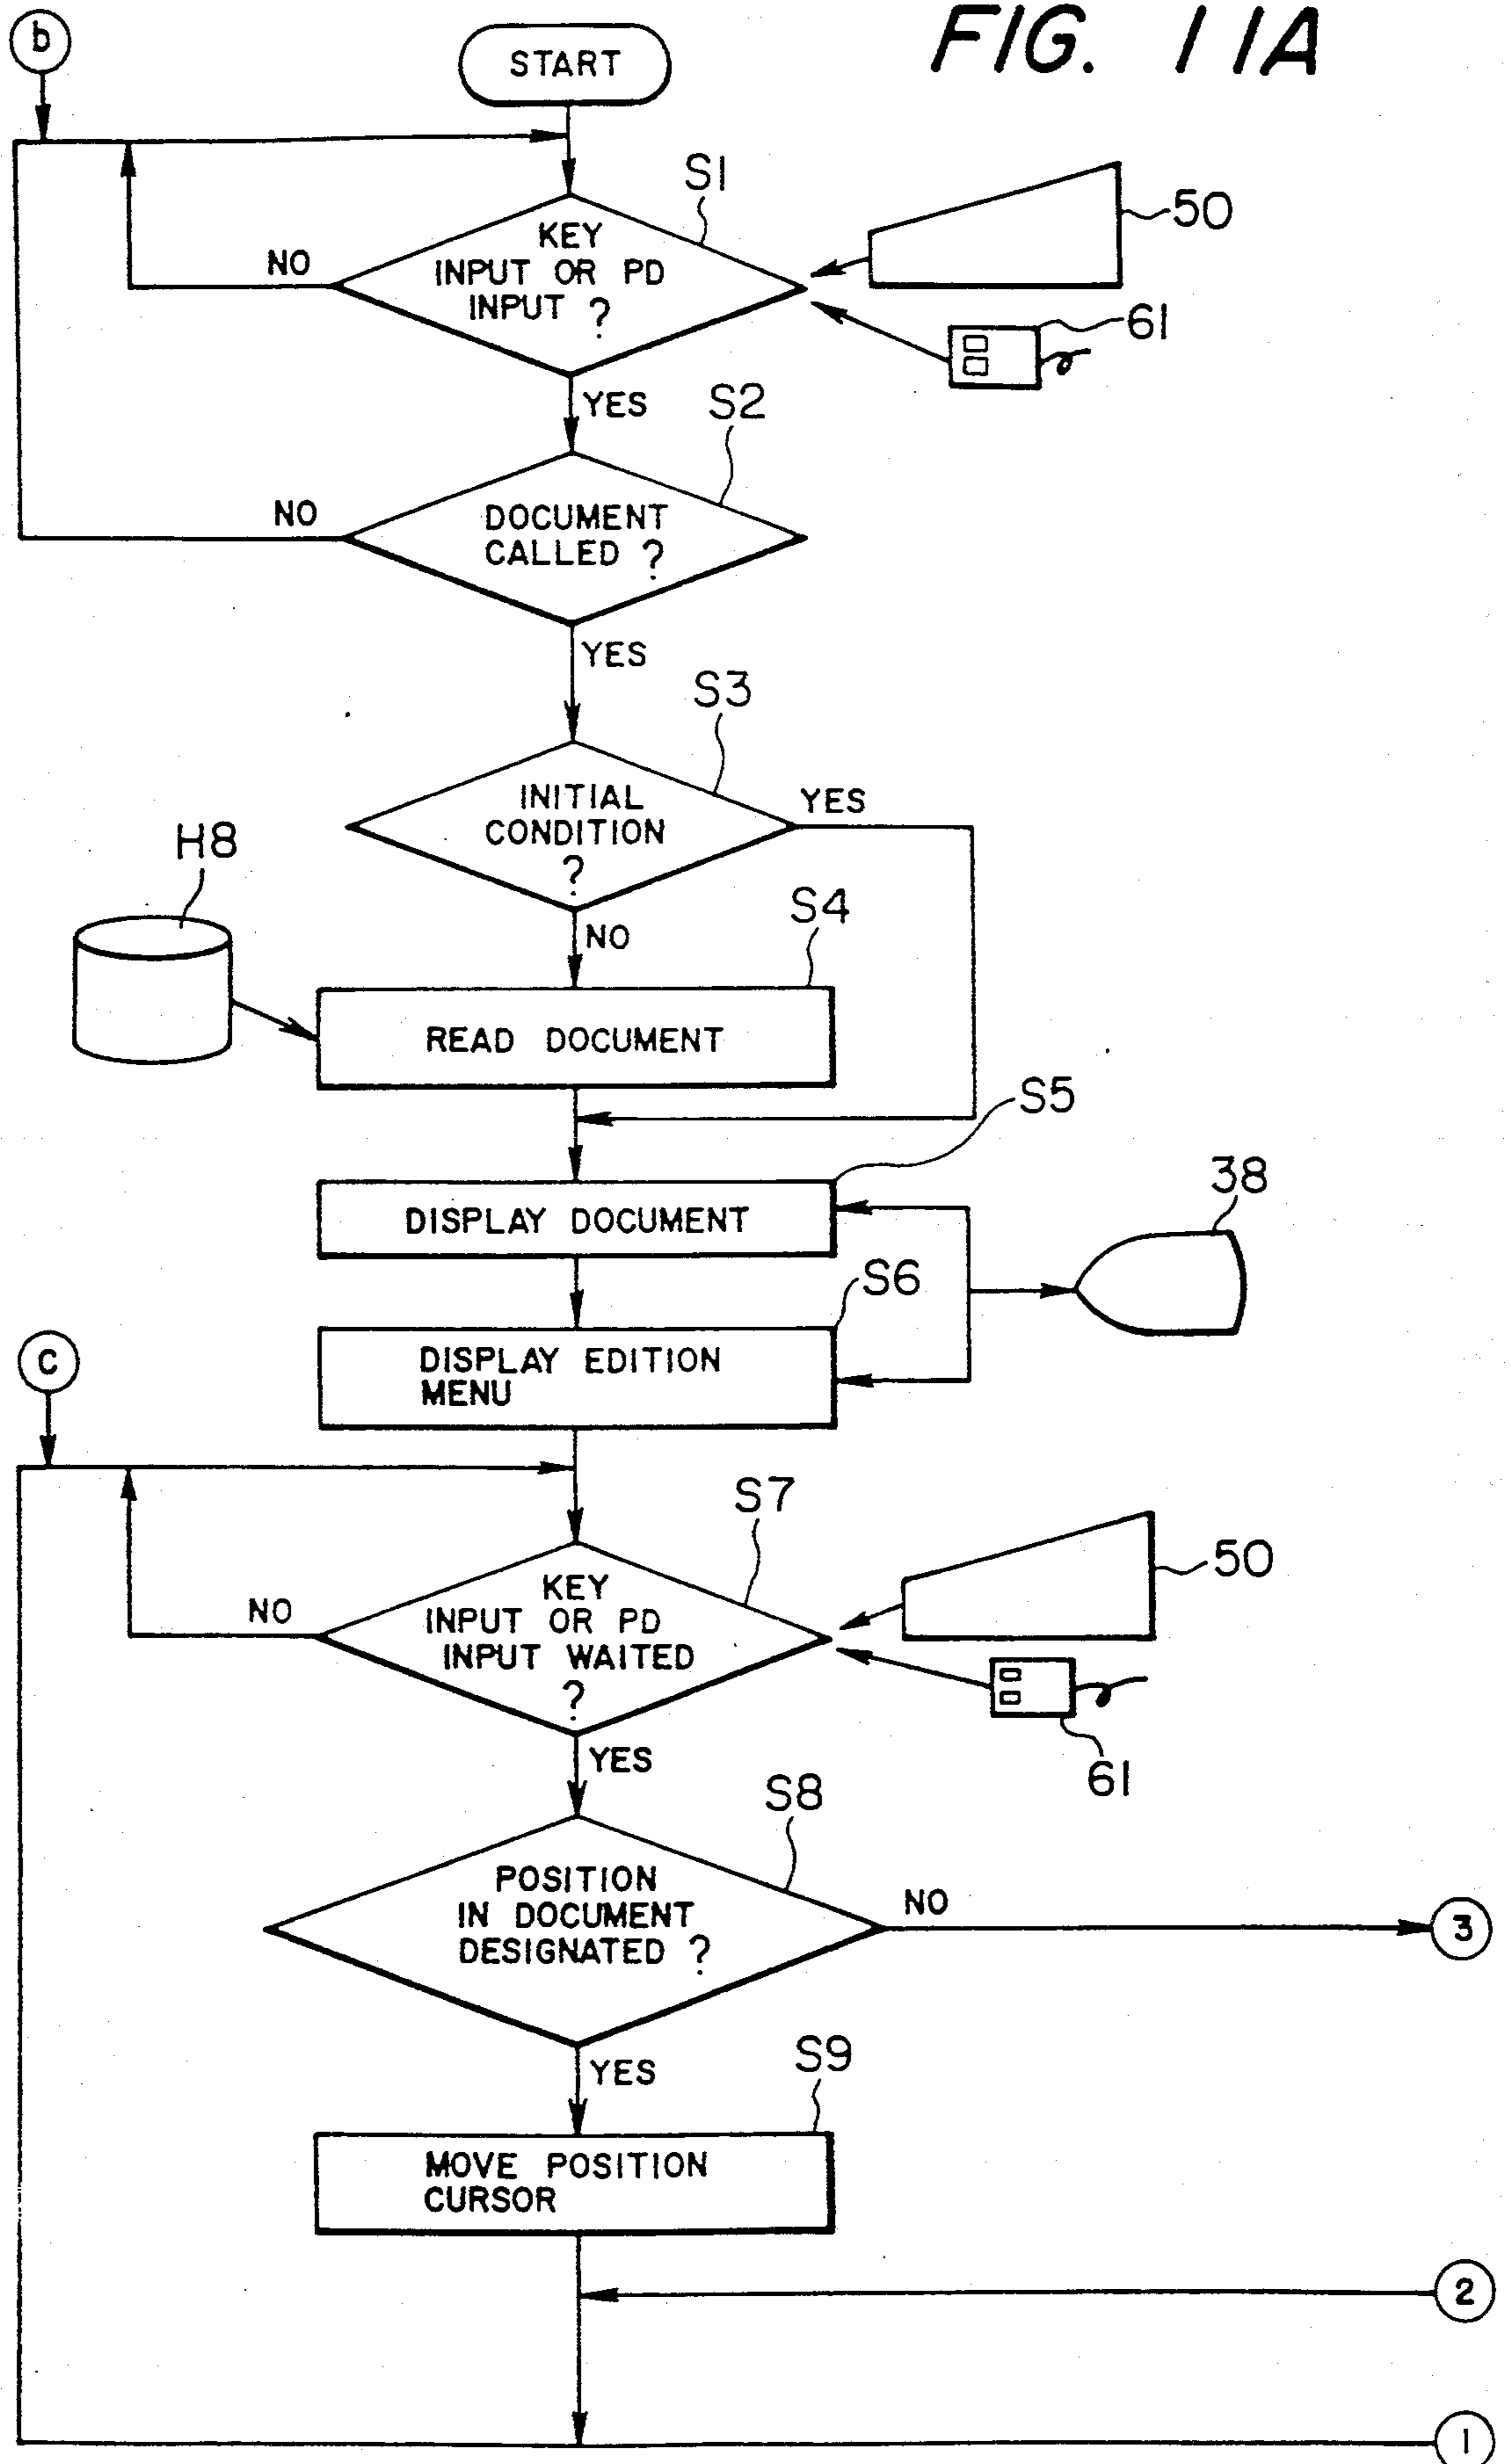 FIG. 11A
b
START
S1
KEY
INPUT OR PD
INPUT ?
NO
50
61
YES
S2
DOCUMENT
CALLED ?
NO
YES
S3
INITIAL
CONDITION
?
YES
H8
NO
S4
READ DOCUMENT
S5
DISPLAY DOCUMENT
38
S6
DISPLAY EDITION
MENU
C
S7
KEY
INPUT OR PD
INPUT WAITED
?
NO
50
61
YES
S8
POSITION
IN DOCUMENT
DESIGNATED ?
NO
3
YES
S9
MOVE POSITION
CURSOR
2
1